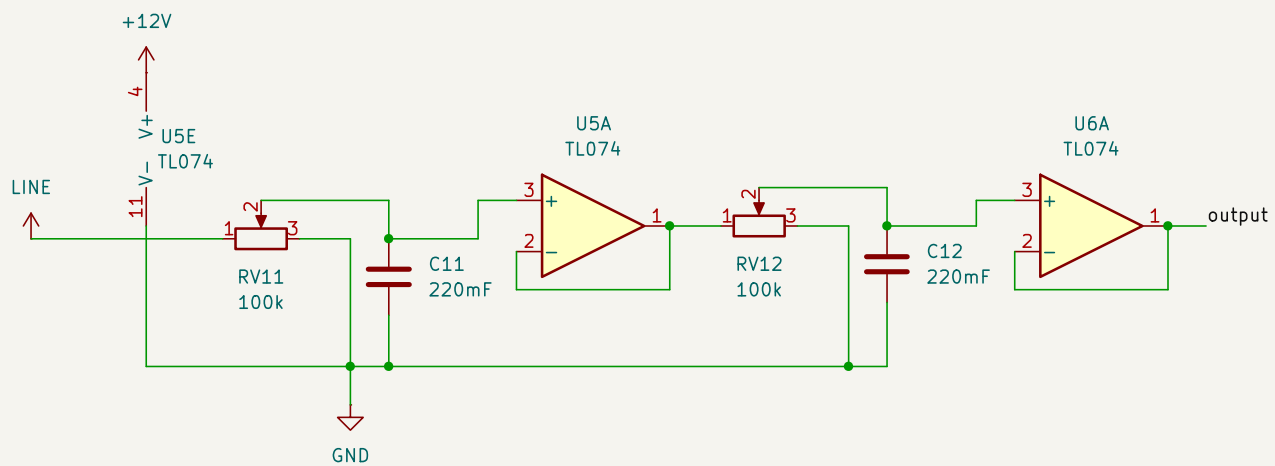 +12V
4
V+
U5E
TL074
V-
11
LINE
1
2
3
RV11
100k
C11
220mF
U5A
TL074
3
+
2
-
1
1
2
3
RV12
100k
C12
220mF
U6A
TL074
3
+
2
-
1
output
GND